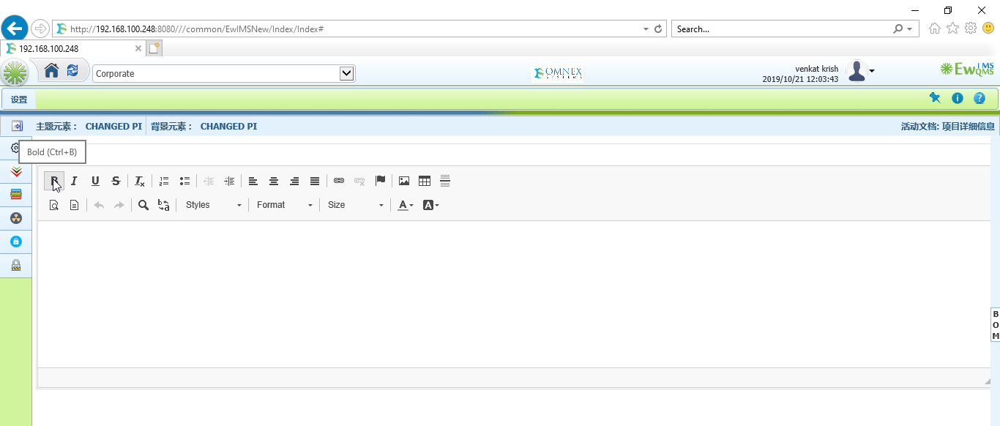 http://192.168.100.248:8080///common/EwIMSNew/Index/Index#
Search...
192.168.100.248
Corporate
OMNEX
SYSTEMS
venkat krish
2019/10/21 12:03:43
EwIMS
QMS
设置
主题元素： CHANGED PI 背景元素： CHANGED PI
活动文档: 项目详细信息
Bold (Ctrl+B)
Styles Format Size
B
O
M